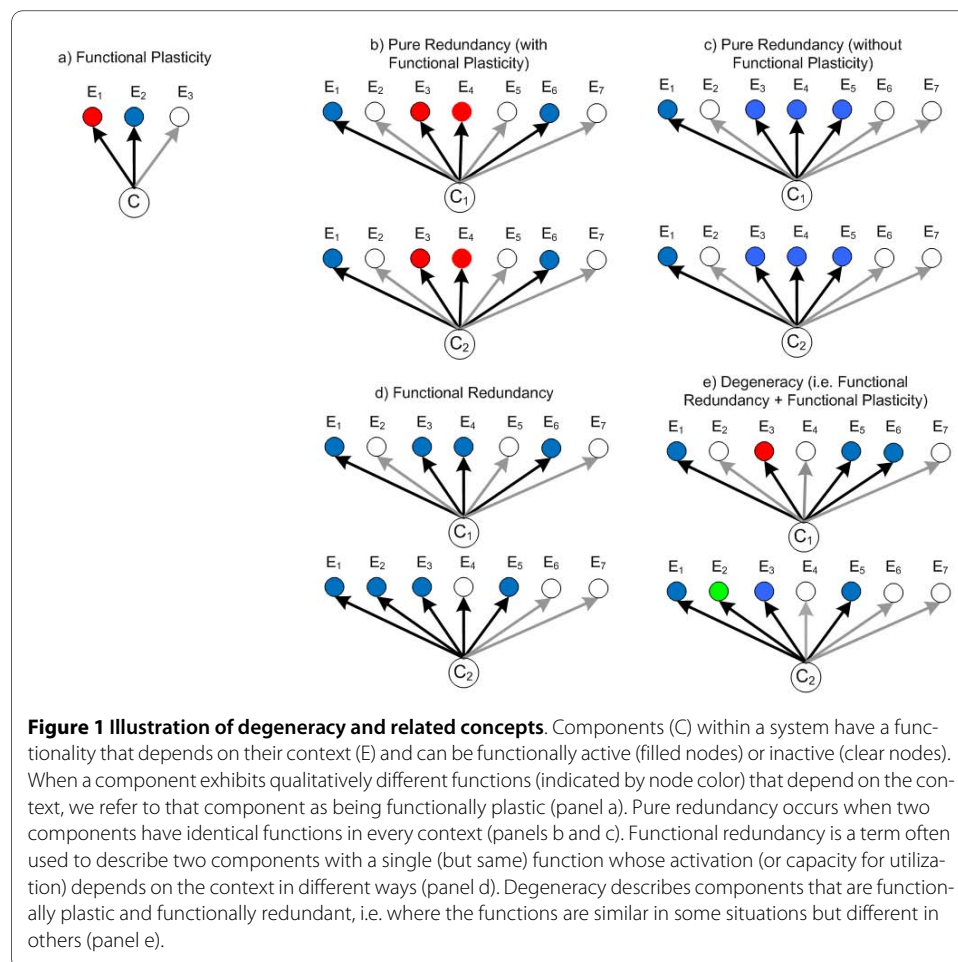 a) Functional Plasticity
E₁ E₂ E₃
C
b) Pure Redundancy (with
Functional Plasticity)
E₁ E₂ E₃ E₄ E₅ E₆ E₇
C₁
E₁ E₂ E₃ E₄ E₅ E₆ E₇
C₂
c) Pure Redundancy (without
Functional Plasticity)
E₁ E₂ E₃ E₄ E₅ E₆ E₇
C₁
E₁ E₂ E₃ E₄ E₅ E₆ E₇
C₂
d) Functional Redundancy
E₁ E₂ E₃ E₄ E₅ E₆ E₇
C₁
E₁ E₂ E₃ E₄ E₅ E₆ E₇
C₂
e) Degeneracy (i.e. Functional
Redundancy + Functional Plasticity)
E₁ E₂ E₃ E₄ E₅ E₆ E₇
C₁
E₁ E₂ E₃ E₄ E₅ E₆ E₇
C₂
Figure 1 Illustration of degeneracy and related concepts. Components (C) within a system have a func-
tionality that depends on their context (E) and can be functionally active (filled nodes) or inactive (clear nodes).
When a component exhibits qualitatively different functions (indicated by node color) that depend on the con-
text, we refer to that component as being functionally plastic (panel a). Pure redundancy occurs when two
components have identical functions in every context (panels b and c). Functional redundancy is a term often
used to describe two components with a single (but same) function whose activation (or capacity for utiliza-
tion) depends on the context in different ways (panel d). Degeneracy describes components that are function-
ally plastic and functionally redundant, i.e. where the functions are similar in some situations but different in
others (panel e).